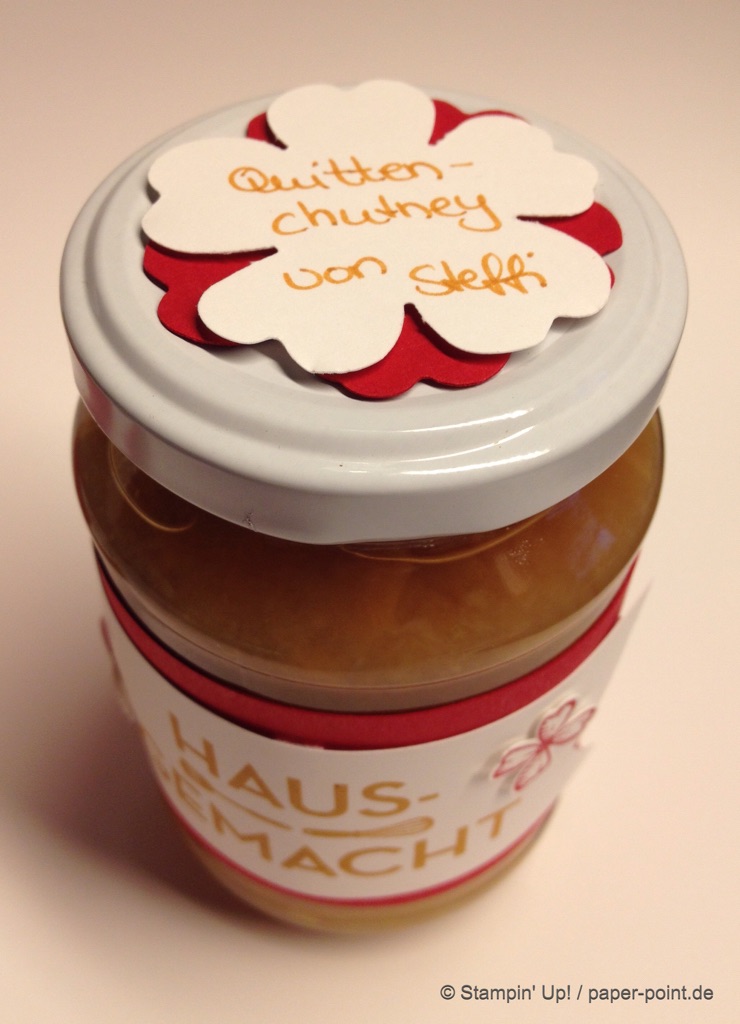 Quitten-
chutney
von Steffi
HAUS-
GEMACHT
© Stampin' Up! / paper-point.de